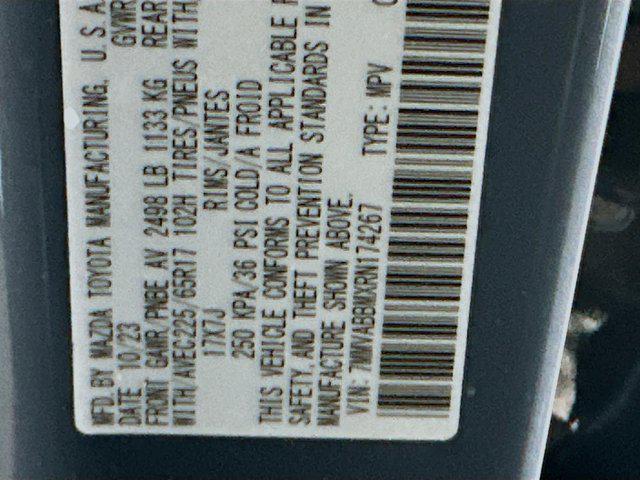 MFD. BY MAZDA TOYOTA MANUFACTURING, U.S.A.
DATE 10/23 GVWR
FRONT GAWR/PNBE AV 2498 LB 1133 KG REAR
WITH/AVEC225/65R17 102H TIRES/PNEUS WITH
17X7J RIMS/JANTES
250 KPA/36 PSI COLD/A FROID
THIS VEHICLE CONFORMS TO ALL APPLICABLE F
SAFETY, AND THEFT PREVENTION STANDARDS IN
MANUFACTURE SHOWN ABOVE.
VIN: 7MMVABBMXRN174267 TYPE: MPV